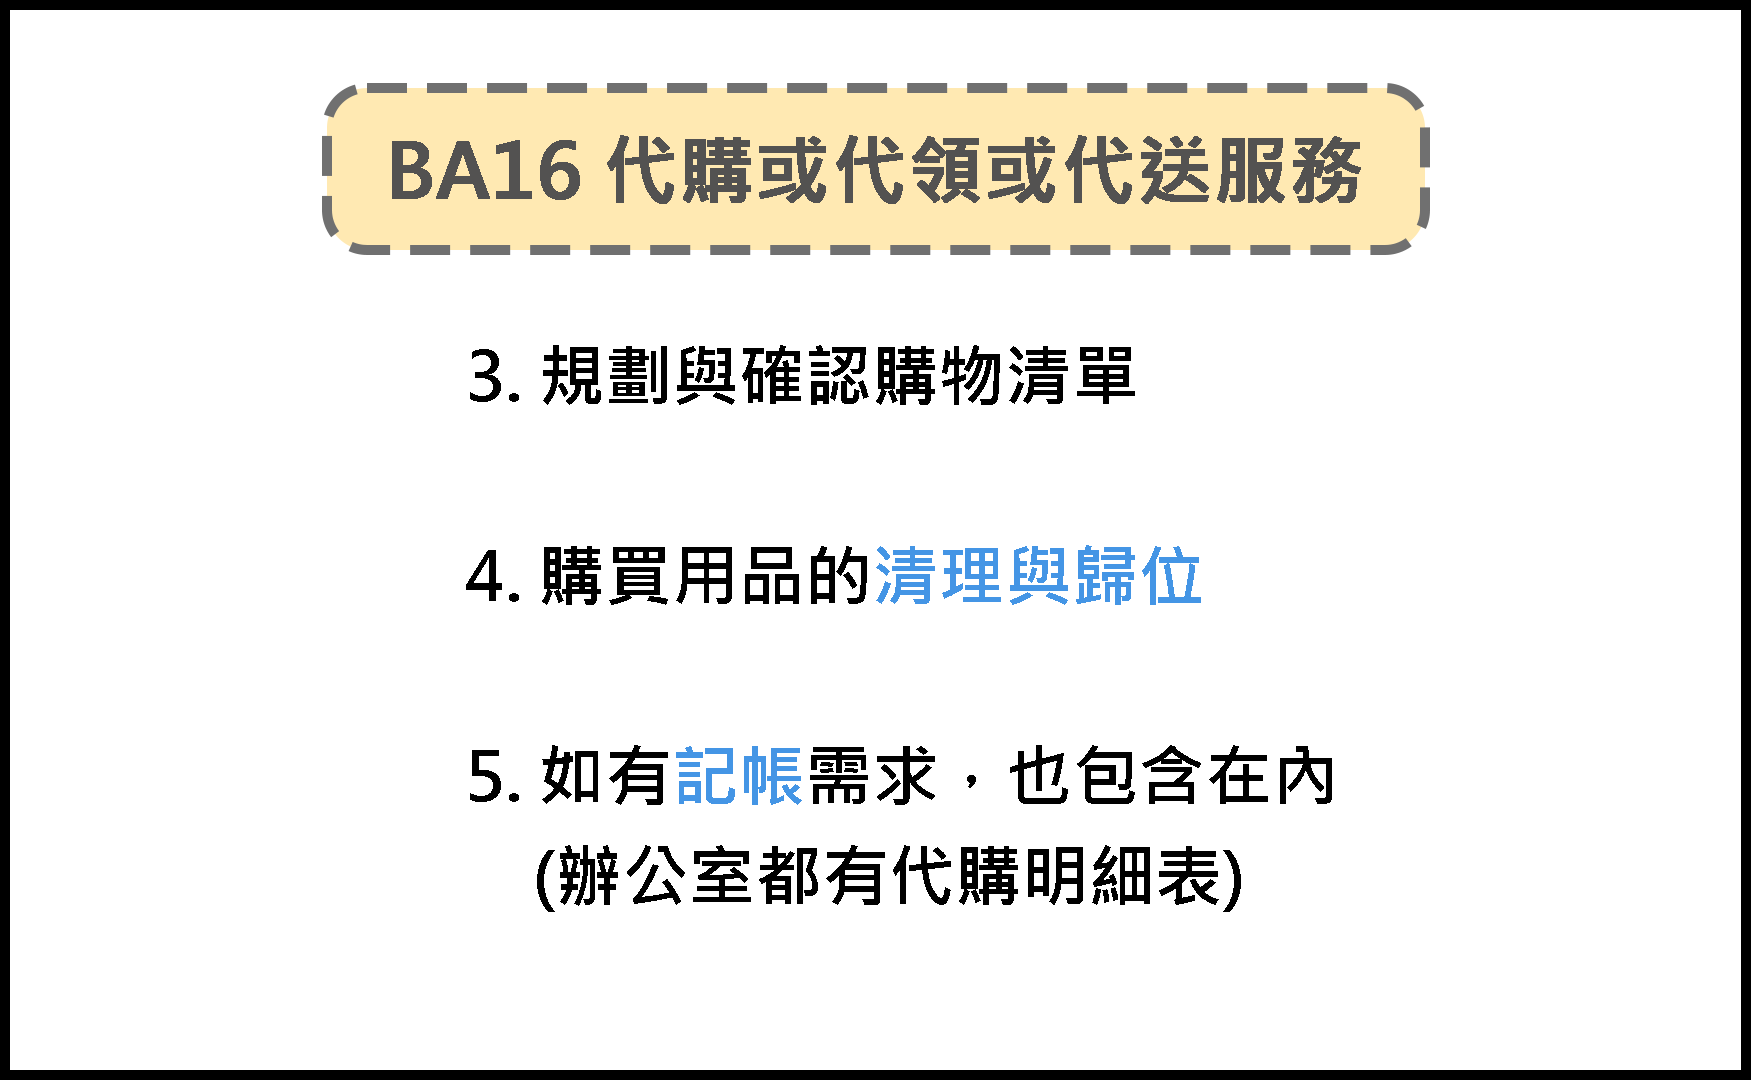 BA16 代購或代領或代送服務
3. 規劃與確認購物清單
4. 購買用品的清理與歸位
5. 如有記帳需求，也包含在內
(辦公室都有代購明細表)